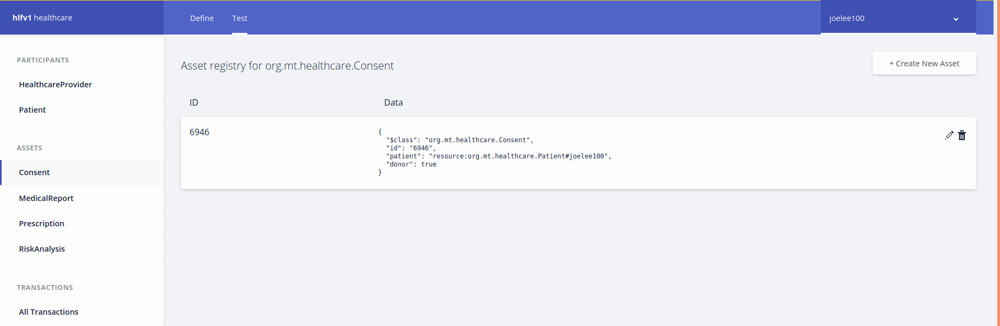 hlfv1 healthcare
Define
Test
joelee100
PARTICIPANTS
HealthcareProvider
Patient
ASSETS
Consent
MedicalReport
Prescription
RiskAnalysis
TRANSACTIONS
All Transactions
Asset registry for org.mt.healthcare.Consent
+ Create New Asset
ID
Data
6946
{
"$class": "org.mt.healthcare.Consent",
"id": "6946",
"patient": "resource:org.mt.healthcare.Patient#joelee100",
"donor": true
}